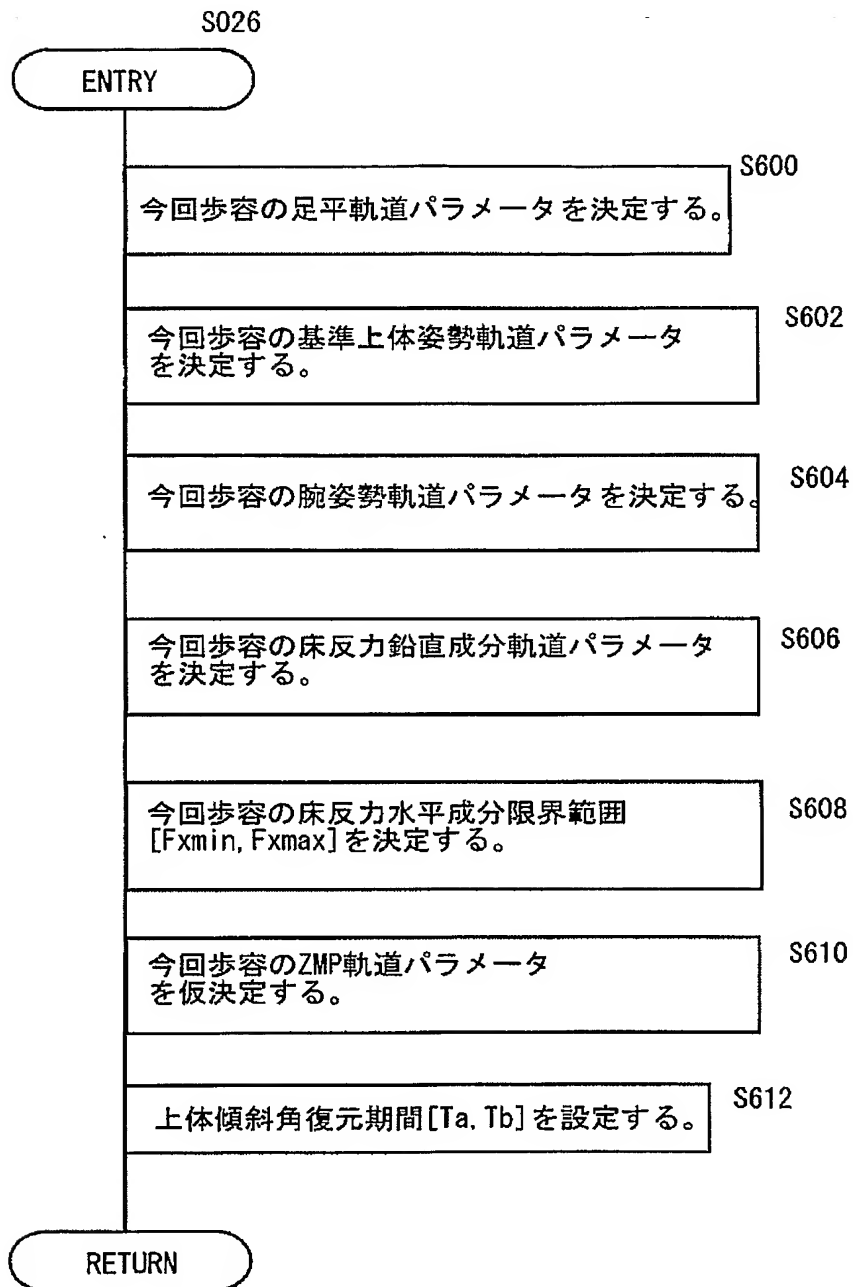 S026
ENTRY
S600
今回歩容の足平軌道パラメータを決定する。
S602
今回歩容の基準上体姿勢軌道パラメータ
を決定する。
S604
今回歩容の腕姿勢軌道パラメータを決定する。
S606
今回歩容の床反力鉛直成分軌道パラメータ
を決定する。
S608
今回歩容の床反力水平成分限界範囲
[Fxmin,Fxmax]を決定する。
S610
今回歩容のZMP軌道パラメータ
を仮決定する。
S612
上体傾斜角復元期間[Ta,Tb]を設定する。
RETURN